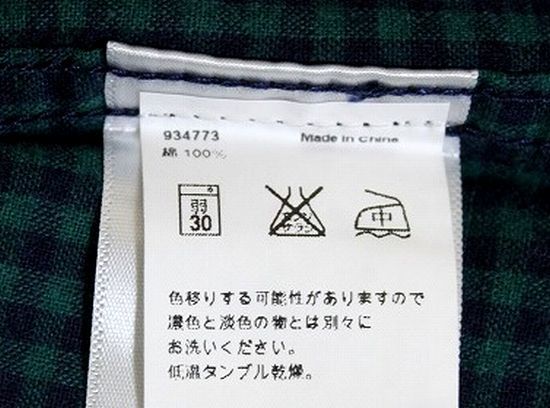 934773 Made in China
綿 100%
弱 中
30
色移りする可能性がありますので
濃色と淡色の物とは別々に
お洗いください。
低温タンブル乾燥。